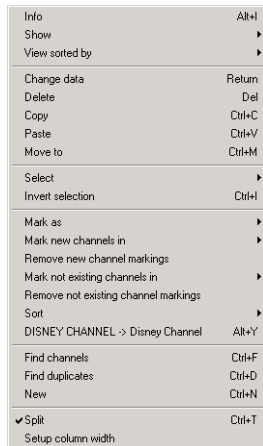 Info Alt+I
Show
View sorted by
Change data Return
Delete Del
Copy Ctrl+C
Paste Ctrl+V
Move to Ctrl+M
Select
Invert selection Ctrl+I
Mark as
Mark new channels in
Remove new channel markings
Mark not existing channels in
Remove not existing channel markings
Sort
DISNEY CHANNEL -> Disney Channel Alt+Y
Find channels Ctrl+F
Find duplicates Ctrl+D
New Ctrl+N
Split Ctrl+T
Setup column width